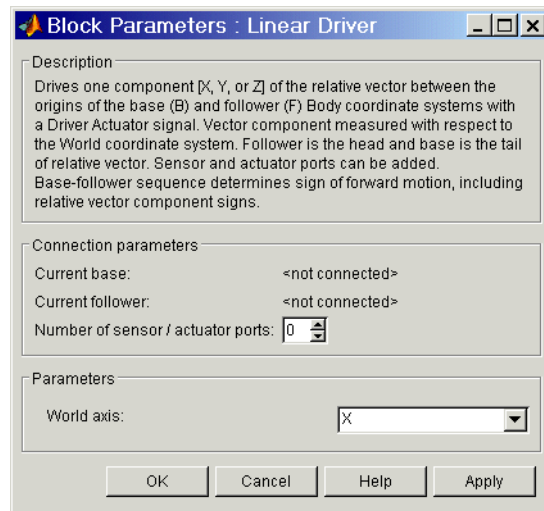 Block Parameters : Linear Driver
Description
Drives one component [X, Y, or Z] of the relative vector between the
origins of the base (B) and follower (F) Body coordinate systems with
a Driver Actuator signal. Vector component measured with respect to
the World coordinate system. Follower is the head and base is the tail
of relative vector. Sensor and actuator ports can be added.
Base-follower sequence determines sign of forward motion, including
relative vector component signs.
Connection parameters
Current base: <not connected>
Current follower: <not connected>
Number of sensor / actuator ports: 0
Parameters
World axis: X
OK Cancel Help Apply